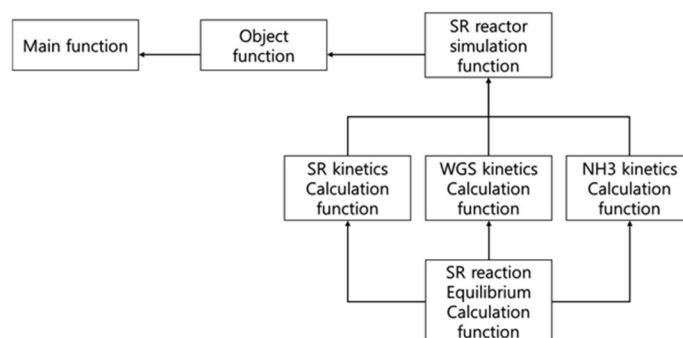 Main function
Object
function
SR reactor
simulation
function
SR kinetics
Calculation
function
WGS kinetics
Calculation
function
NH3 kinetics
Calculation
function
SR reaction
Equilibrium
Calculation
function